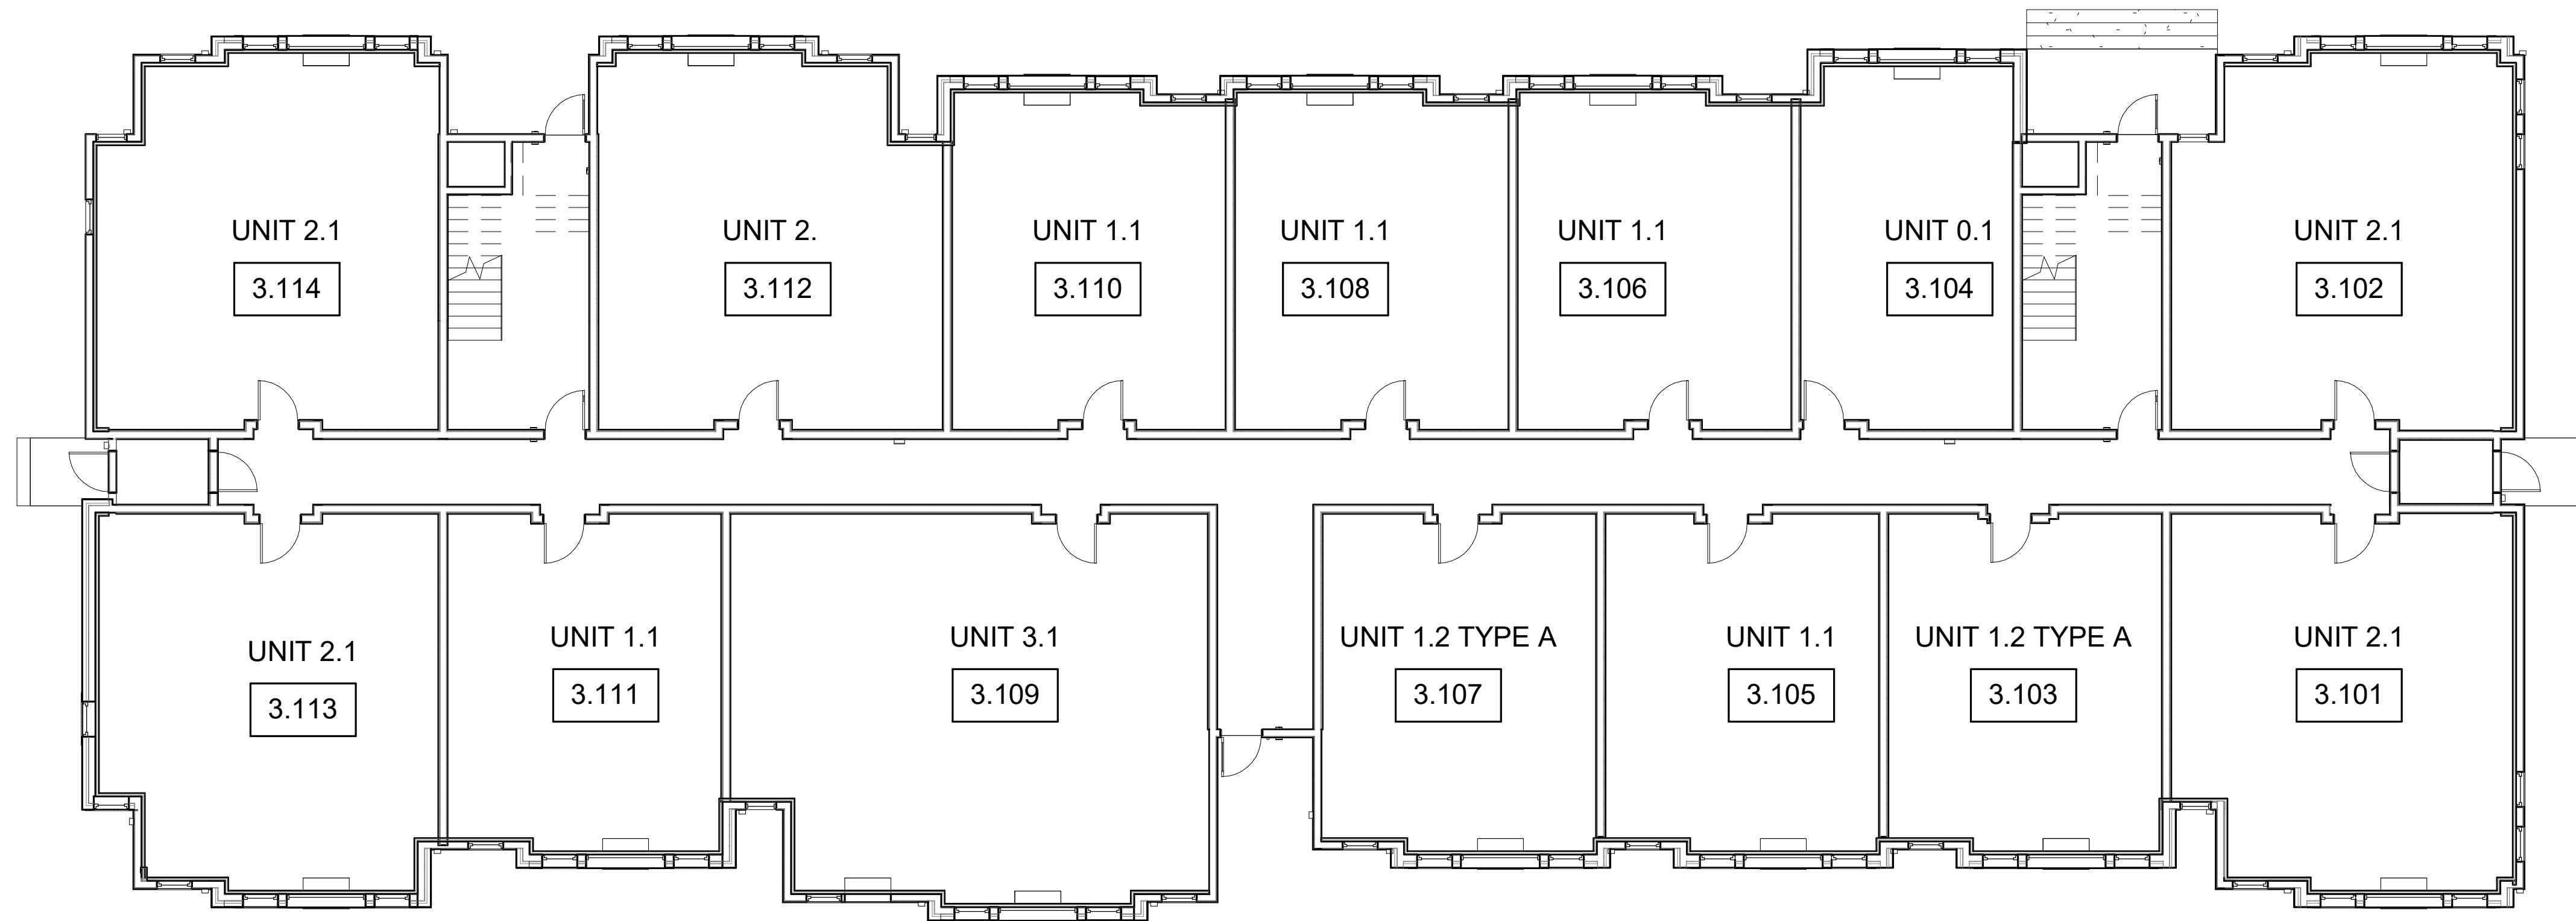 UNIT 2.1
3.114
UNIT 2.
3.112
UNIT 1.1
3.110
UNIT 1.1
3.108
UNIT 1.1
3.106
UNIT 0.1
3.104
UNIT 2.1
3.102
UNIT 2.1
3.113
UNIT 1.1
3.111
UNIT 3.1
3.109
UNIT 1.2 TYPE A
3.107
UNIT 1.1
3.105
UNIT 1.2 TYPE A
3.103
UNIT 2.1
3.101